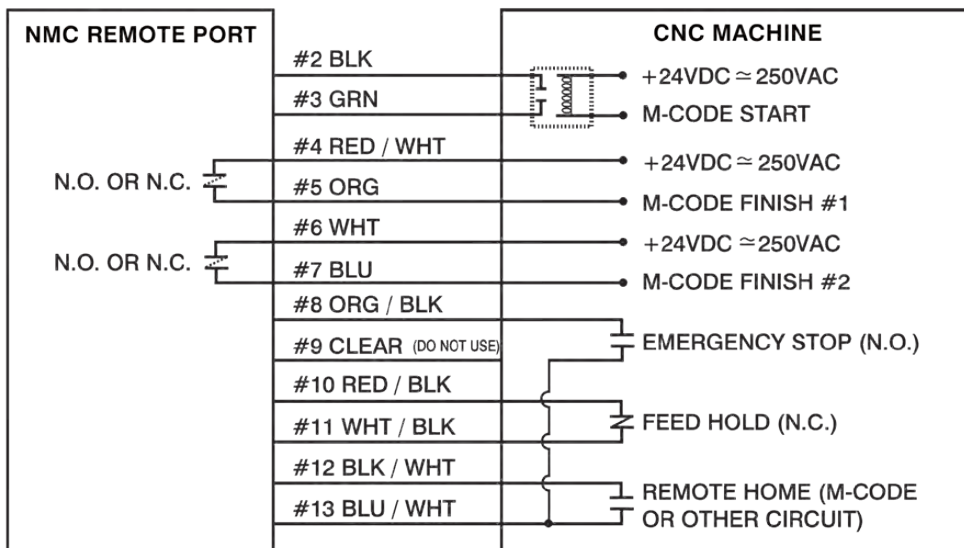 NMC REMOTE PORT
CNC MACHINE
#2 BLK
+24VDC ≃ 250VAC
#3 GRN
M-CODE START
#4 RED / WHT
+24VDC ≃ 250VAC
N.O. OR N.C.
#5 ORG
M-CODE FINISH #1
#6 WHT
+24VDC ≃ 250VAC
N.O. OR N.C.
#7 BLU
M-CODE FINISH #2
#8 ORG / BLK
EMERGENCY STOP (N.O.)
#9 CLEAR (DO NOT USE)
#10 RED / BLK
FEED HOLD (N.C.)
#11 WHT / BLK
#12 BLK / WHT
REMOTE HOME (M-CODE
OR OTHER CIRCUIT)
#13 BLU / WHT